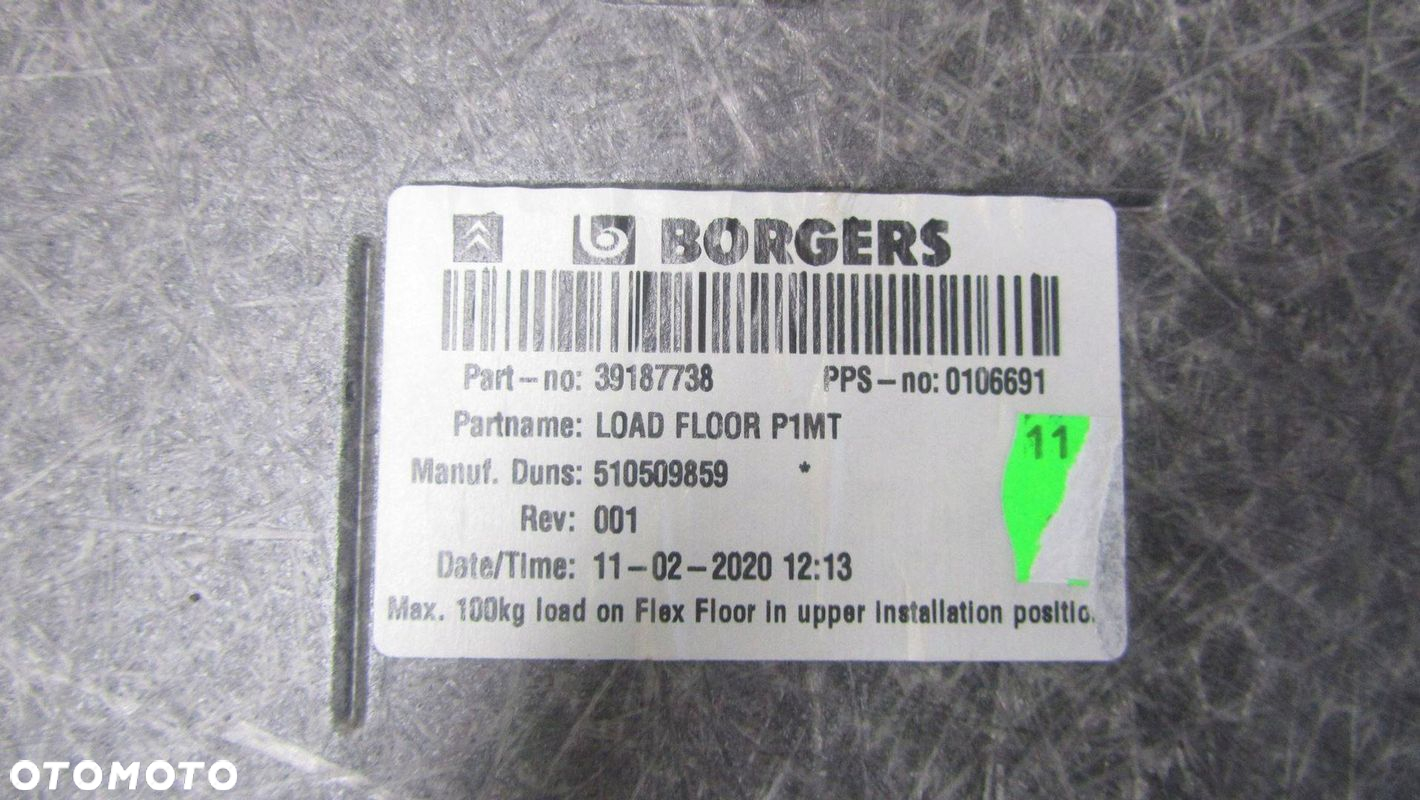 BORGERS
Part-no: 39187738 PPS-no: 0106691
Partname: LOAD FLOOR P1MT
11
Manuf. Duns: 510509859 *
Rev: 001
Date/Time: 11-02-2020 12:13
Max. 100kg load on Flex Floor in upper installation positio
OTOMOTO